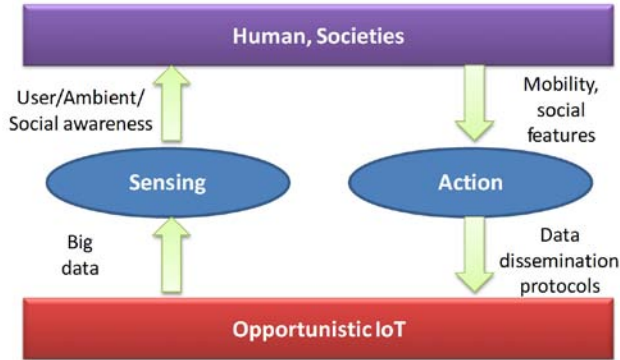 Human, Societies
User/Ambient/
Social awareness
Mobility,
social
features
Sensing
Action
Big
data
Data
dissemination
protocols
Opportunistic IoT